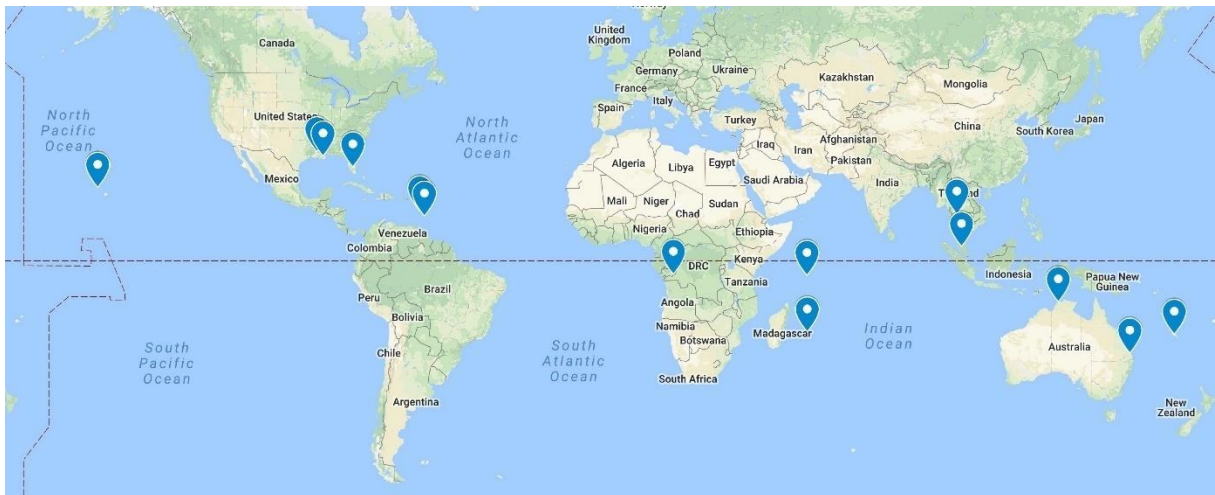 Canada
United
Kingdom
Poland
Germany
Ukraine
France
Spain
Italy
Turkey
Kazakhstan
Mongolia
North
Pacific
Ocean
United States
North
Atlantic
Ocean
Japan
South Korea
China
Afghanistan
Iraq
Iran
Pakistan
Algeria
Libya
Egypt
Saudi Arabia
India
Mexico
Mali
Niger
Chad
Sudan
Nigeria
Ethiopia
Venezuela
Colombia
DRC
Kenya
Tanzania
Indonesia
Papua New
Guinea
Peru
Brazil
Angola
Bolivia
Namibia
Botswana
Madagascar
Indian
Ocean
Australia
South
Pacific
Ocean
Chile
South
Atlantic
Ocean
South Africa
Argentina
New
Zealand